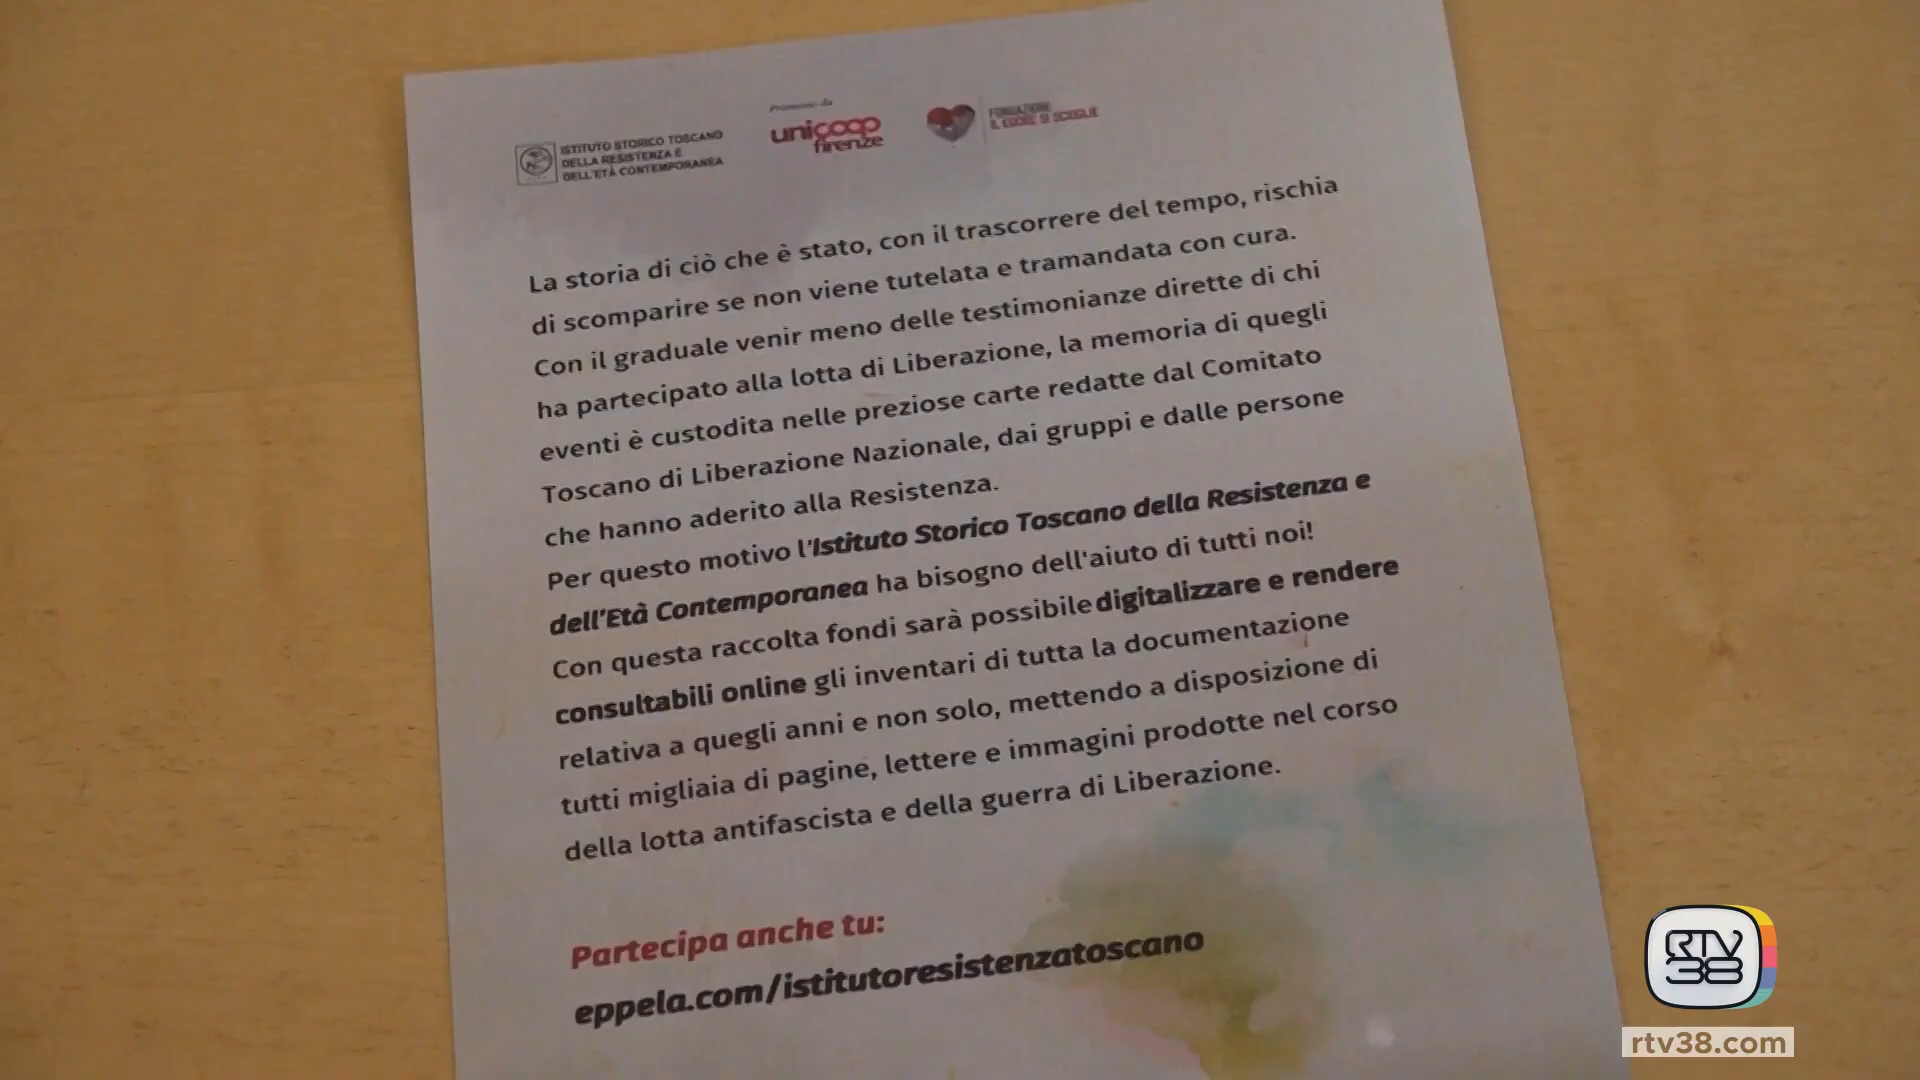 ISTITUTO STORICO TOSCANO
DELLA RESISTENZA E
DELL'ETÀ CONTEMPORANEA
Promosso da
unicoop
firenze
FONDAZIONE
IL CUORE SI SCIOGLIE
La storia di ciò che è stato, con il trascorrere del tempo, rischia
di scomparire se non viene tutelata e tramandata con cura.
Con il graduale venir meno delle testimonianze dirette di chi
ha partecipato alla lotta di Liberazione, la memoria di quegli
eventi è custodita nelle preziose carte redatte dal Comitato
Toscano di Liberazione Nazionale, dai gruppi e dalle persone
che hanno aderito alla Resistenza.
Per questo motivo l'Istituto Storico Toscano della Resistenza e
dell'Età Contemporanea ha bisogno dell'aiuto di tutti noi!
Con questa raccolta fondi sarà possibile digitalizzare e rendere
consultabili online gli inventari di tutta la documentazione
relativa a quegli anni e non solo, mettendo a disposizione di
tutti migliaia di pagine, lettere e immagini prodotte nel corso
della lotta antifascista e della guerra di Liberazione.
Partecipa anche tu:
eppela.com/istitutoresistenzatoscano
RTV
38
rtv38.com